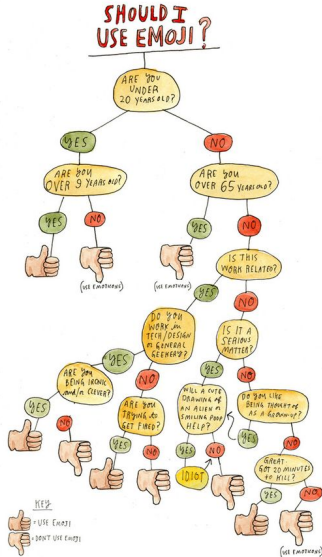 SHOULD I
USE EMOJI?
ARE YOU
UNDER
20 YEARS OLD?
YES
NO
ARE YOU
OVER 9 YEARS OLD?
ARE YOU
OVER 65 YEARS OLD?
YES
NO
YES
NO
(USE EMOTICONS)
(USE EMOTICONS)
IS THIS
WORK RELATED?
YES
NO
DO YOU
WORK in
TECH/DESIGN
or GENERAL
GEEKERY?
IS IT A
SERIOUS
MATTER?
YES
NO
YES
NO
ARE YOU
BEING IRONIC
and/or CLEVER?
ARE YOU
TRYING to
GET FIRED?
WILL A CUTE
DRAWING OF
AN ALIEN or
SMILING POOP
HELP?
DO YOU LIKE
BEING THOUGHT of
AS A GROWN-UP?
YES
NO
YES
NO
YES
NO
YES
NO
IDIOT
GREAT.
GOT 20 MINUTES
to KILL?
YES
NO
(USE EMOTICONS)
KEY
= USE EMOJI
= DON'T USE EMOJI